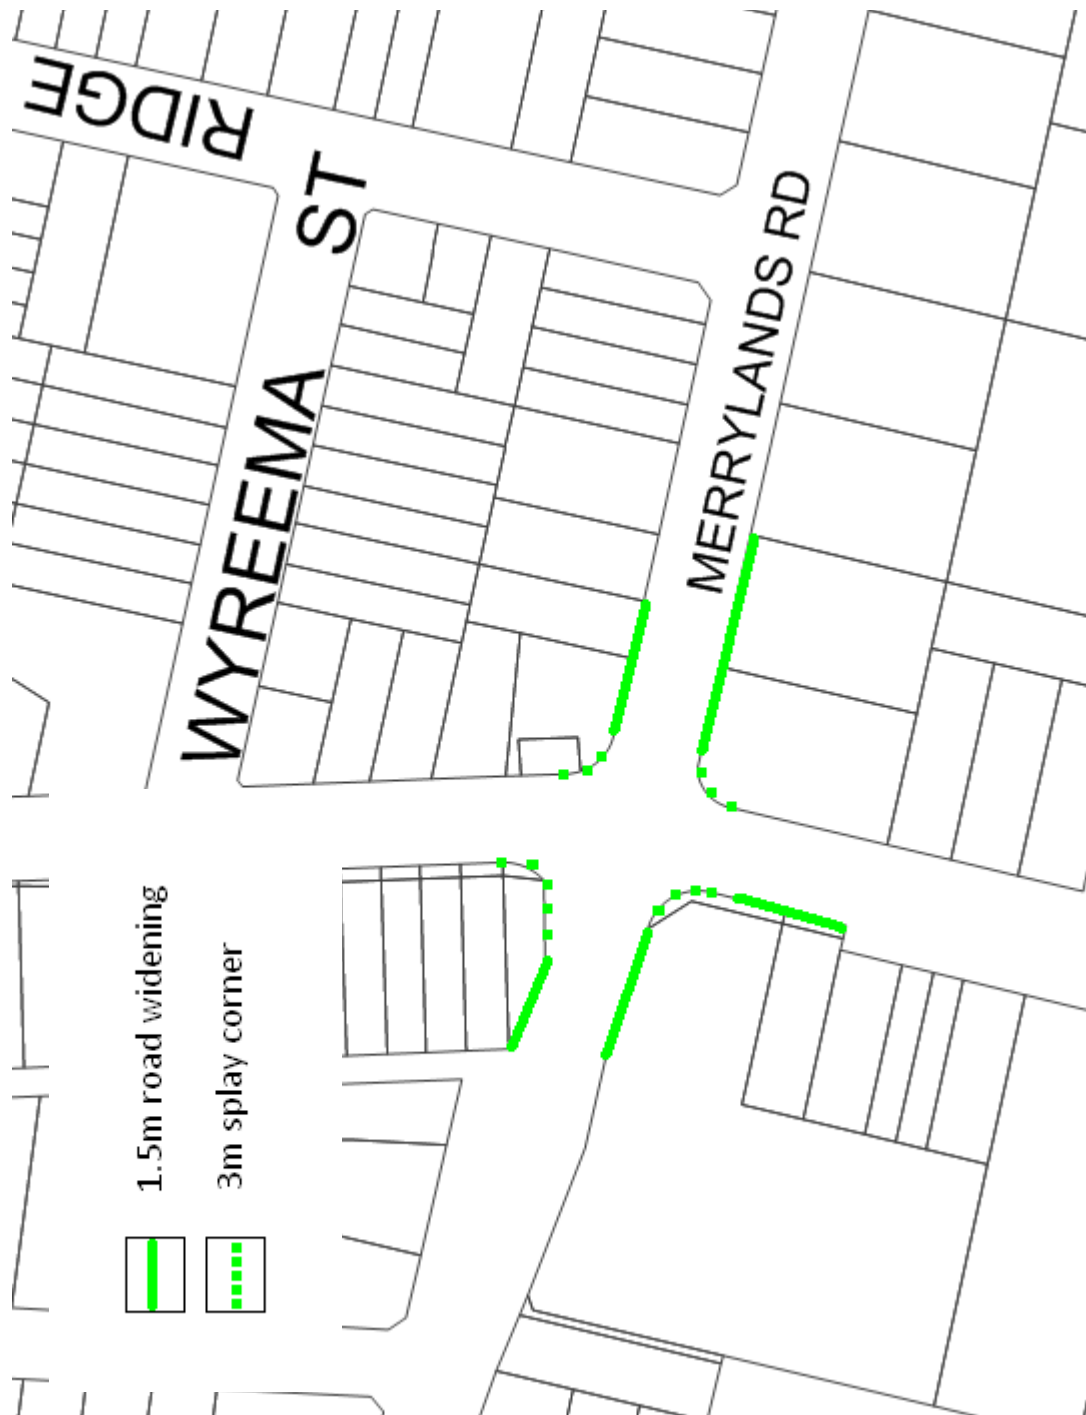 RIDGE
WYREEMA ST
MERRYLANDS RD
1.5m road widening
3m splay corner